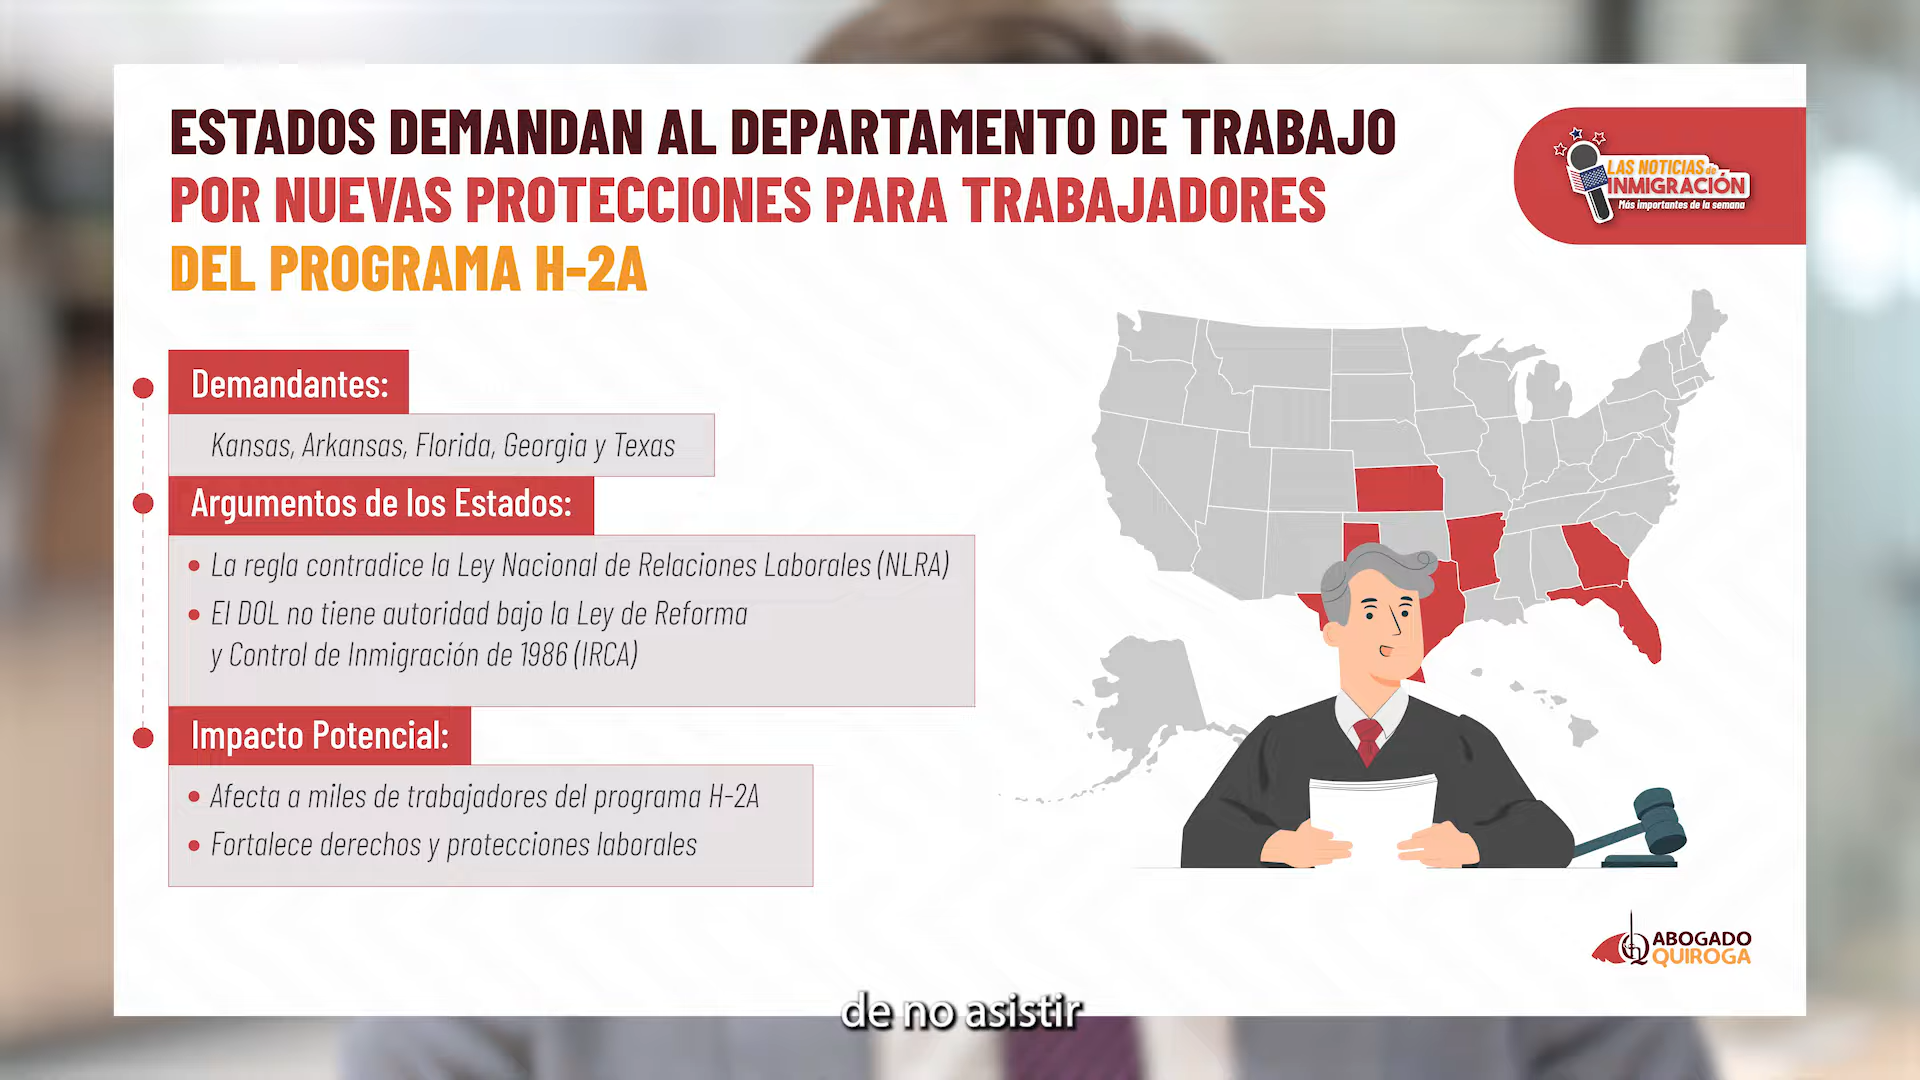 ESTADOS DEMANDAN AL DEPARTAMENTO DE TRABAJO
POR NUEVAS PROTECCIONES PARA TRABAJADORES
DEL PROGRAMA H-2A
LAS NOTICIAS de
INMIGRACIÓN
Más importantes de la semana
Demandantes:
Kansas, Arkansas, Florida, Georgia y Texas
Argumentos de los Estados:
• La regla contradice la Ley Nacional de Relaciones Laborales (NLRA)
• El DOL no tiene autoridad bajo la Ley de Reforma
y Control de Inmigración de 1986 (IRCA)
Impacto Potencial:
• Afecta a miles de trabajadores del programa H-2A
• Fortalece derechos y protecciones laborales
ABOGADO
QUIROGA
de no asistir